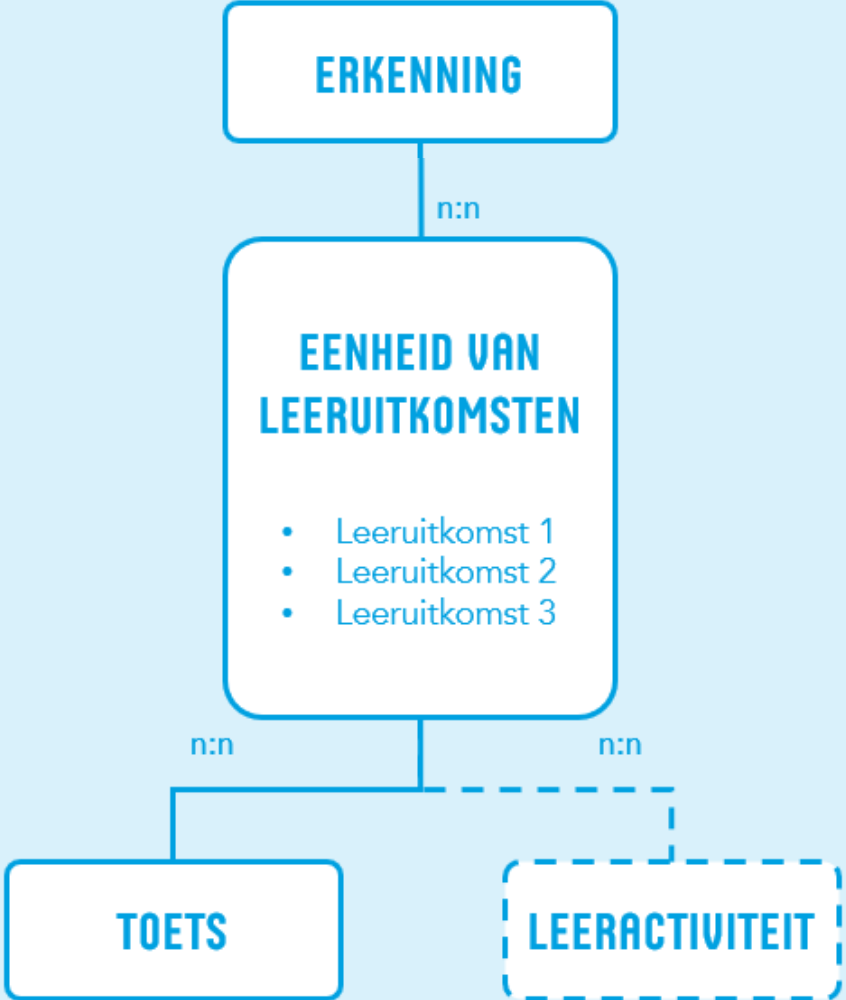 ERKENNING
n:n
EENHEID VAN
LEERUITKOMSTEN
• Leeruitkomst 1
• Leeruitkomst 2
• Leeruitkomst 3
n:n n:n
TOETS LEERACTIVITEIT